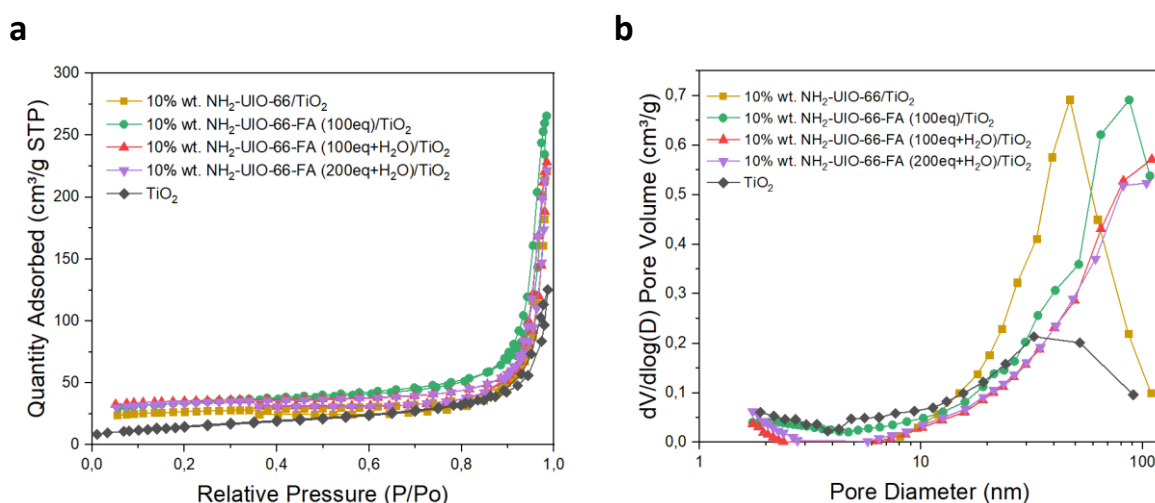 a
300
250
200
150
100
50
0
0,0
0,2
0,4
0,6
0,8
1,0
Quantity Adsorbed (cm³/g STP)
Relative Pressure (P/Po)
10% wt. NH₂-UIO-66/TiO₂
10% wt. NH₂-UIO-66-FA (100eq)/TiO₂
10% wt. NH₂-UIO-66-FA (100eq+H₂O)/TiO₂
10% wt. NH₂-UIO-66-FA (200eq+H₂O)/TiO₂
TiO₂
b
0,7
0,6
0,5
0,4
0,3
0,2
0,1
0,0
1
10
100
dV/dlog(D) Pore Volume (cm³/g)
Pore Diameter (nm)
10% wt. NH₂-UIO-66/TiO₂
10% wt. NH₂-UIO-66-FA (100eq)/TiO₂
10% wt. NH₂-UIO-66-FA (100eq+H₂O)/TiO₂
10% wt. NH₂-UIO-66-FA (200eq+H₂O)/TiO₂
TiO₂